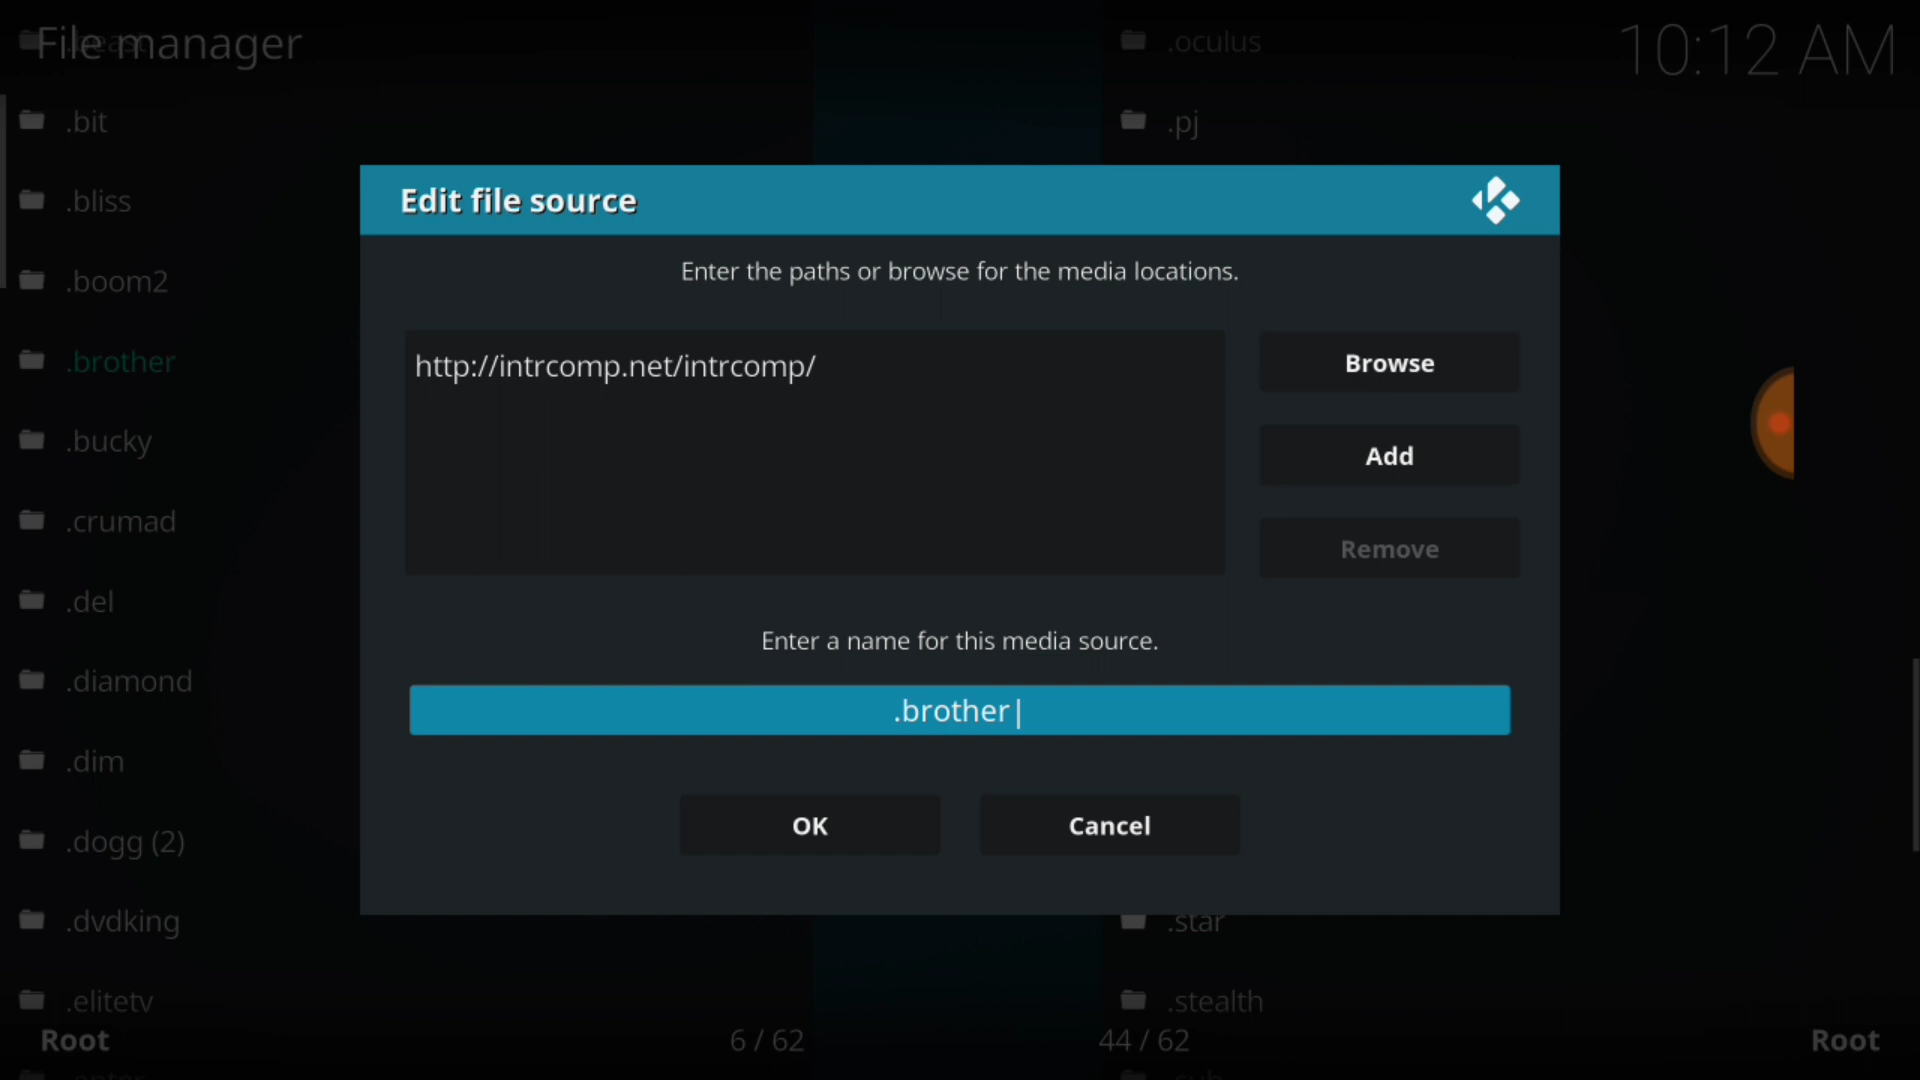 File manager
.beast
.oculus
10:12 AM
.bit
.pj
.bliss
Edit file source
Enter the paths or browse for the media locations.
.boom2
.brother
http://intrcomp.net/intrcomp/
Browse
.bucky
Add
.crumad
Remove
.del
Enter a name for this media source.
.diamond
.brother|
.dim
OK
Cancel
.dogg (2)
.dvdking
.star
.elitetv
.stealth
Root
6 / 62
44 / 62
Root